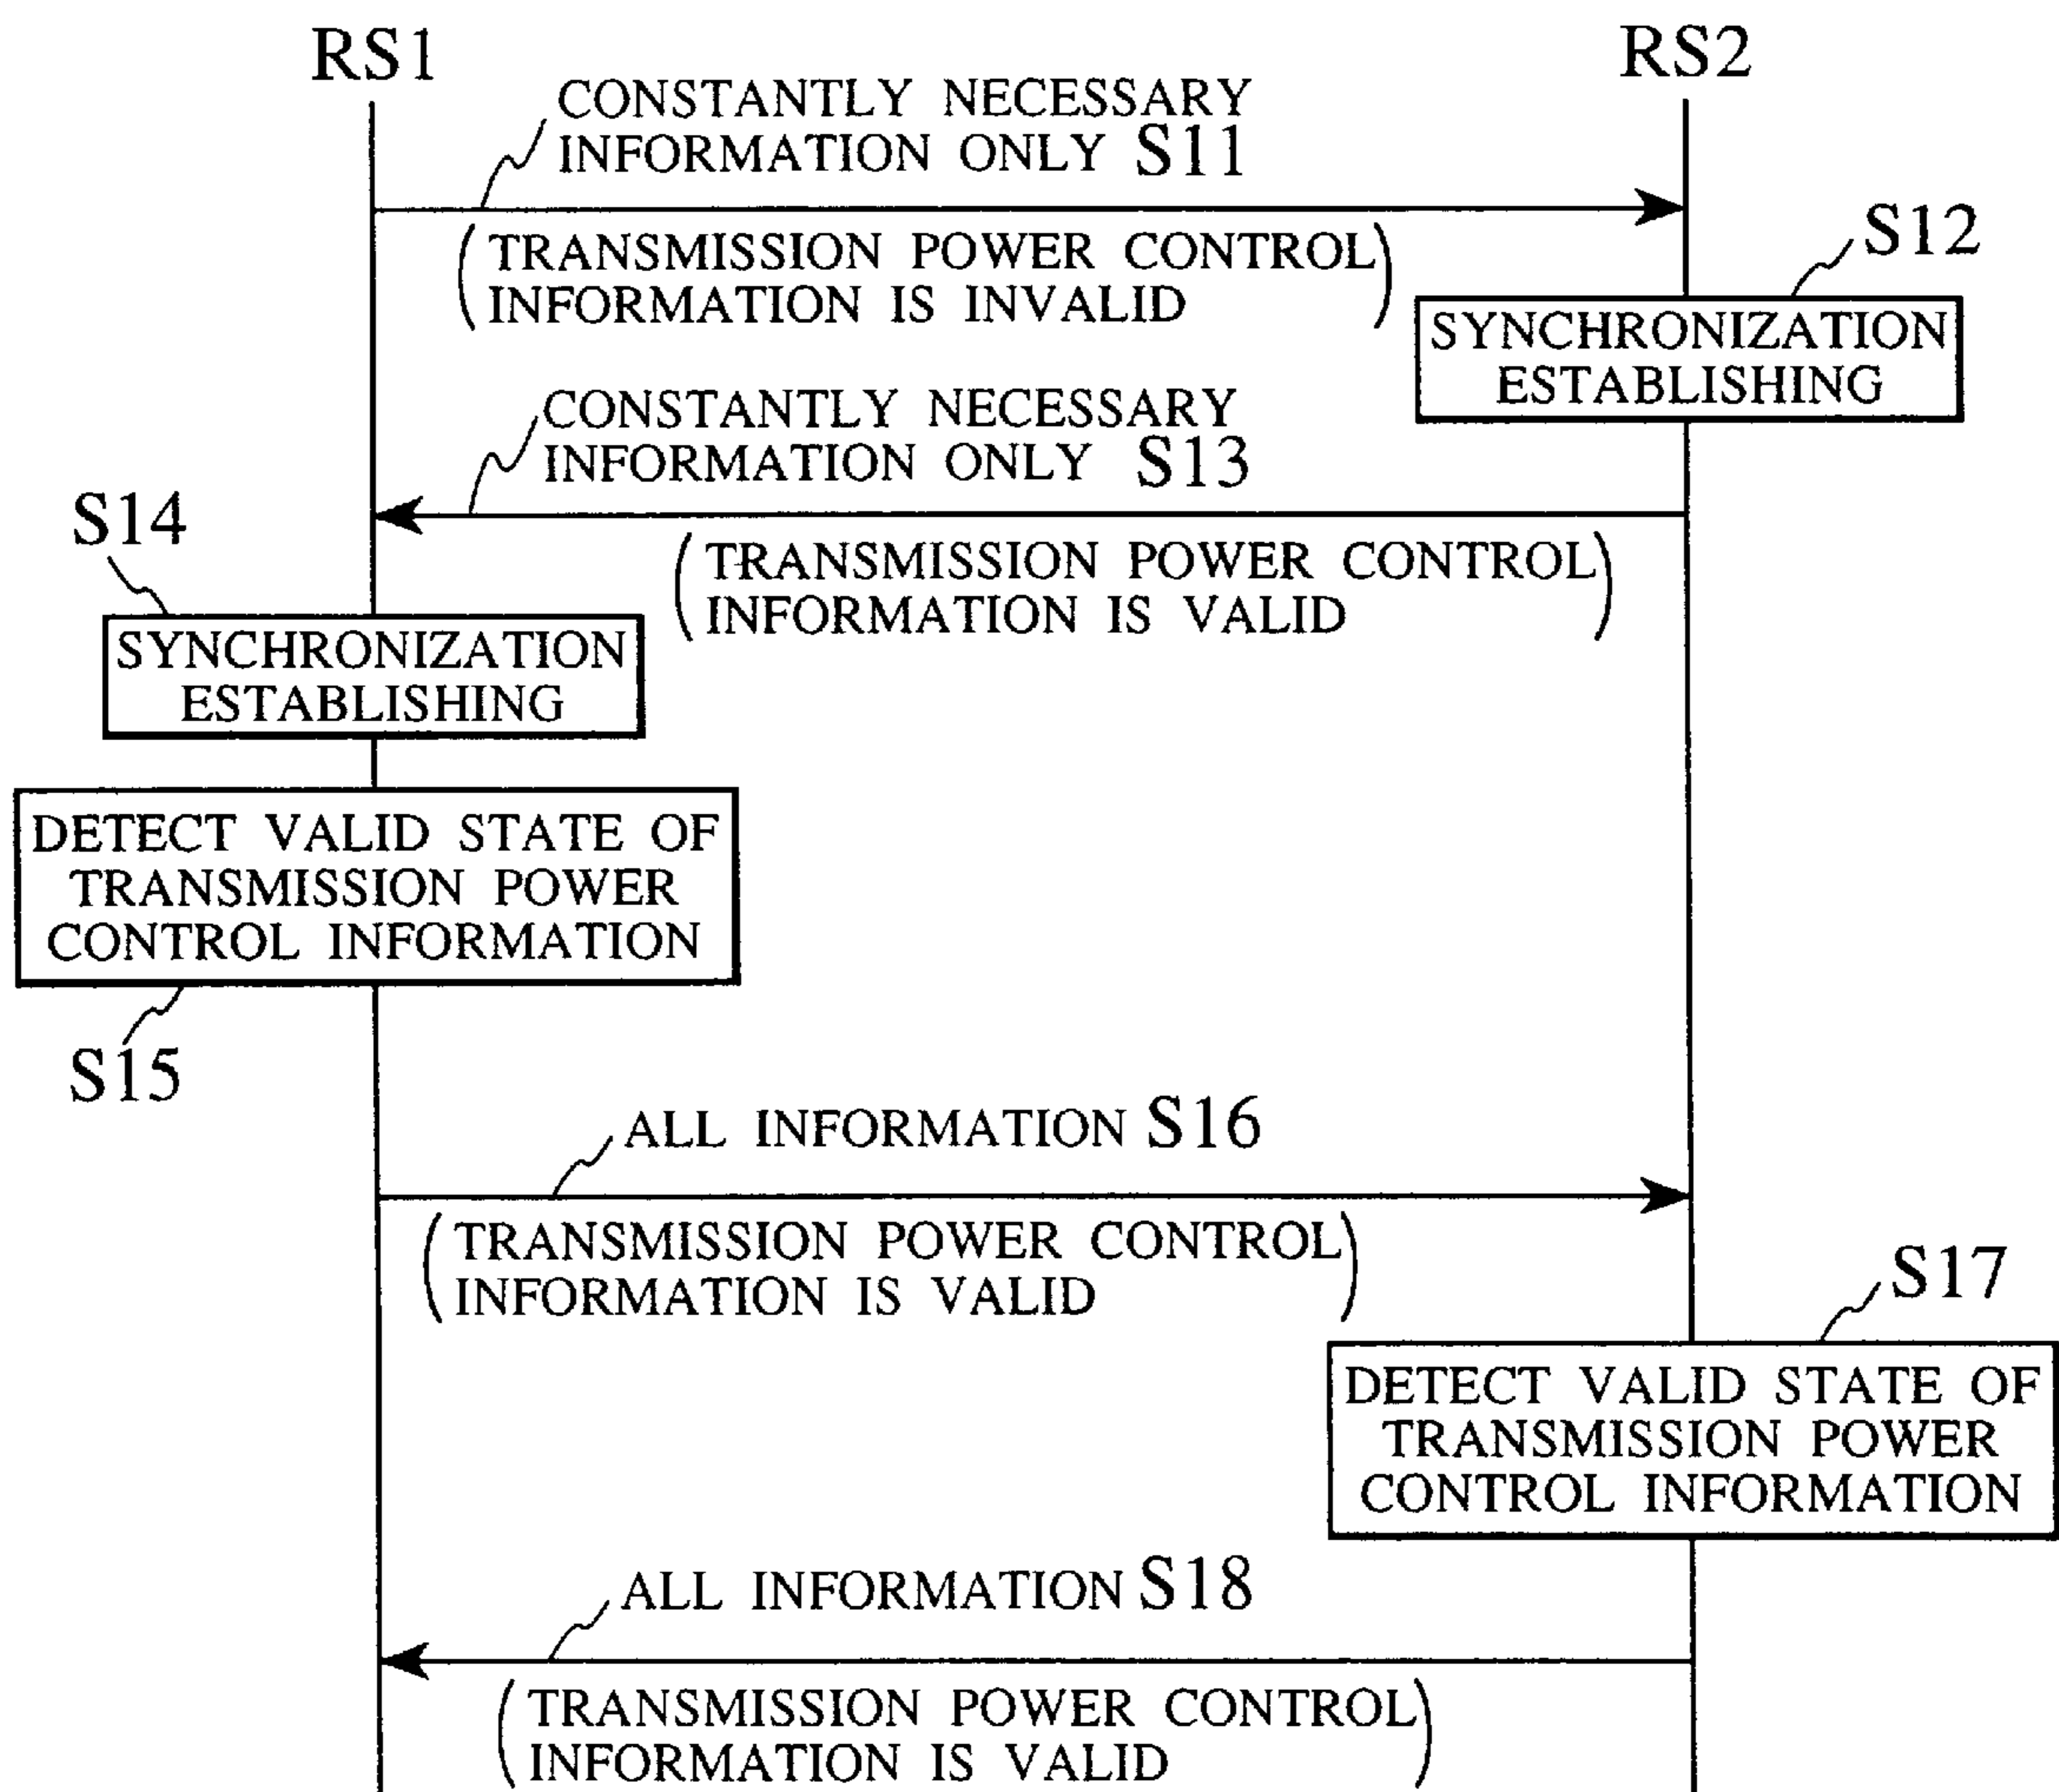 RS1
RS2
CONSTANTLY NECESSARY
INFORMATION ONLY S11
(TRANSMISSION POWER CONTROL
INFORMATION IS INVALID)
S12
SYNCHRONIZATION
ESTABLISHING
CONSTANTLY NECESSARY
INFORMATION ONLY S13
(TRANSMISSION POWER CONTROL
INFORMATION IS VALID)
S14
SYNCHRONIZATION
ESTABLISHING
DETECT VALID STATE OF
TRANSMISSION POWER
CONTROL INFORMATION
S15
ALL INFORMATION S16
(TRANSMISSION POWER CONTROL
INFORMATION IS VALID)
S17
DETECT VALID STATE OF
TRANSMISSION POWER
CONTROL INFORMATION
ALL INFORMATION S18
(TRANSMISSION POWER CONTROL
INFORMATION IS VALID)